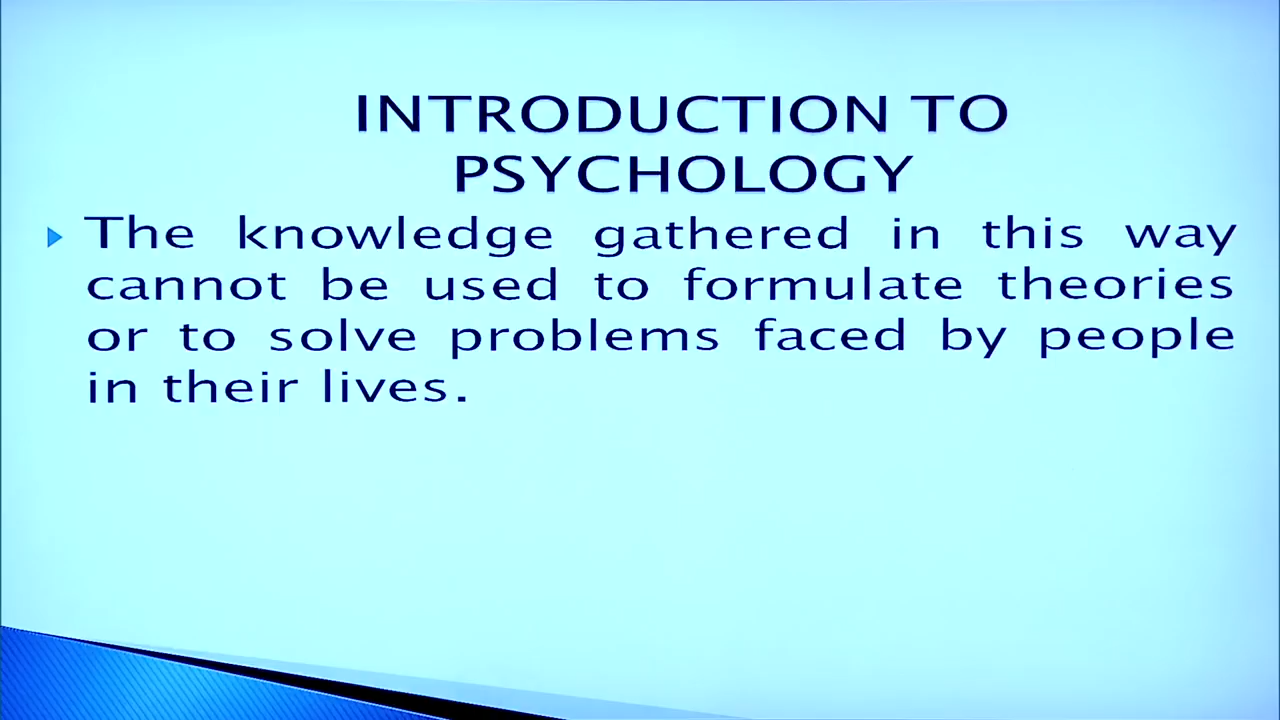 INTRODUCTION TO
PSYCHOLOGY
The knowledge gathered in this way
cannot be used to formulate theories
or to solve problems faced by people
in their lives.